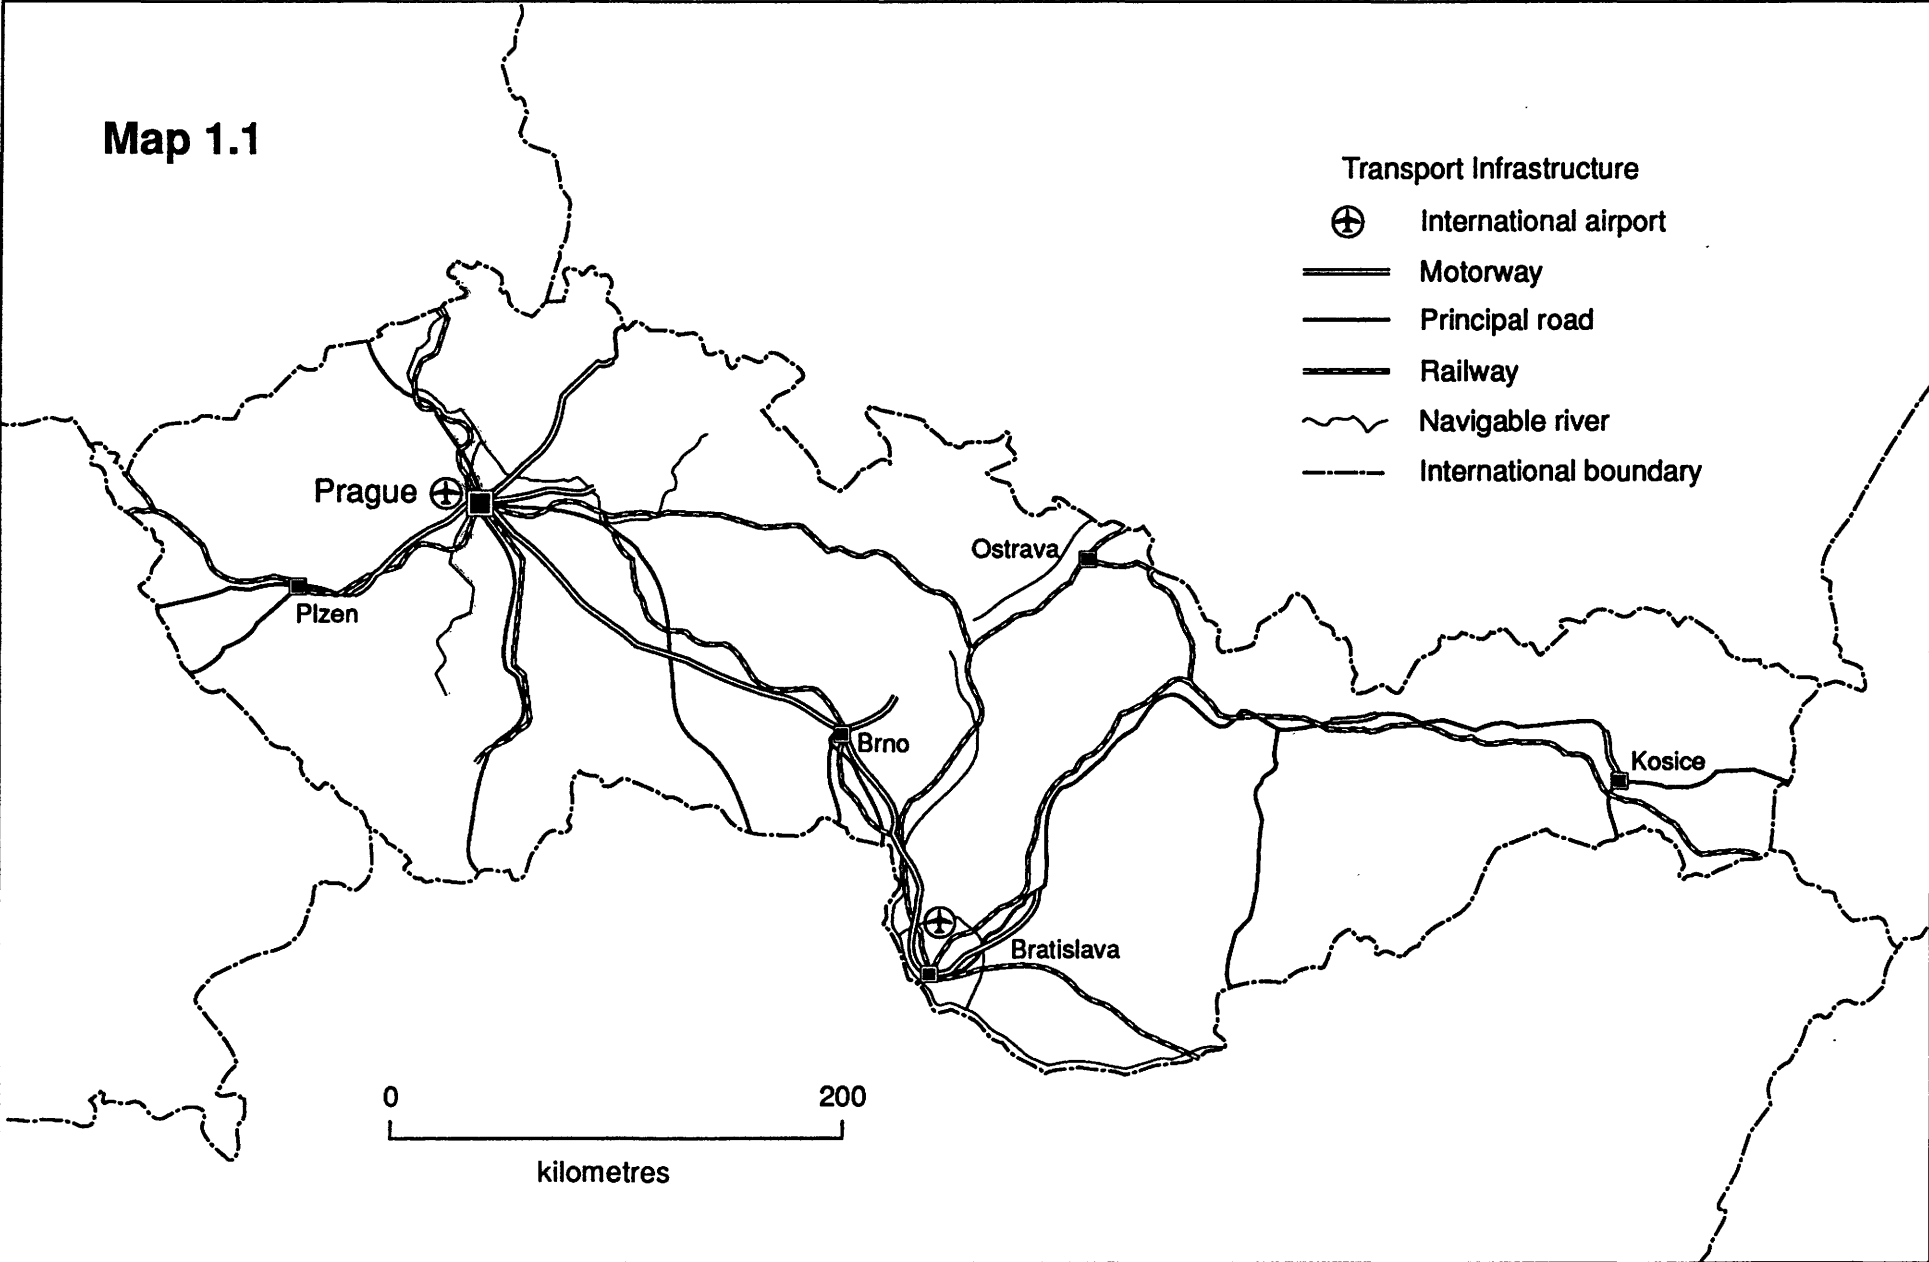 Map 1.1
Transport Infrastructure
International airport
Motorway
Principal road
Railway
Navigable river
International boundary
Prague
Ostrava
Plzen
Brno
Kosice
Bratislava
0 200
kilometres